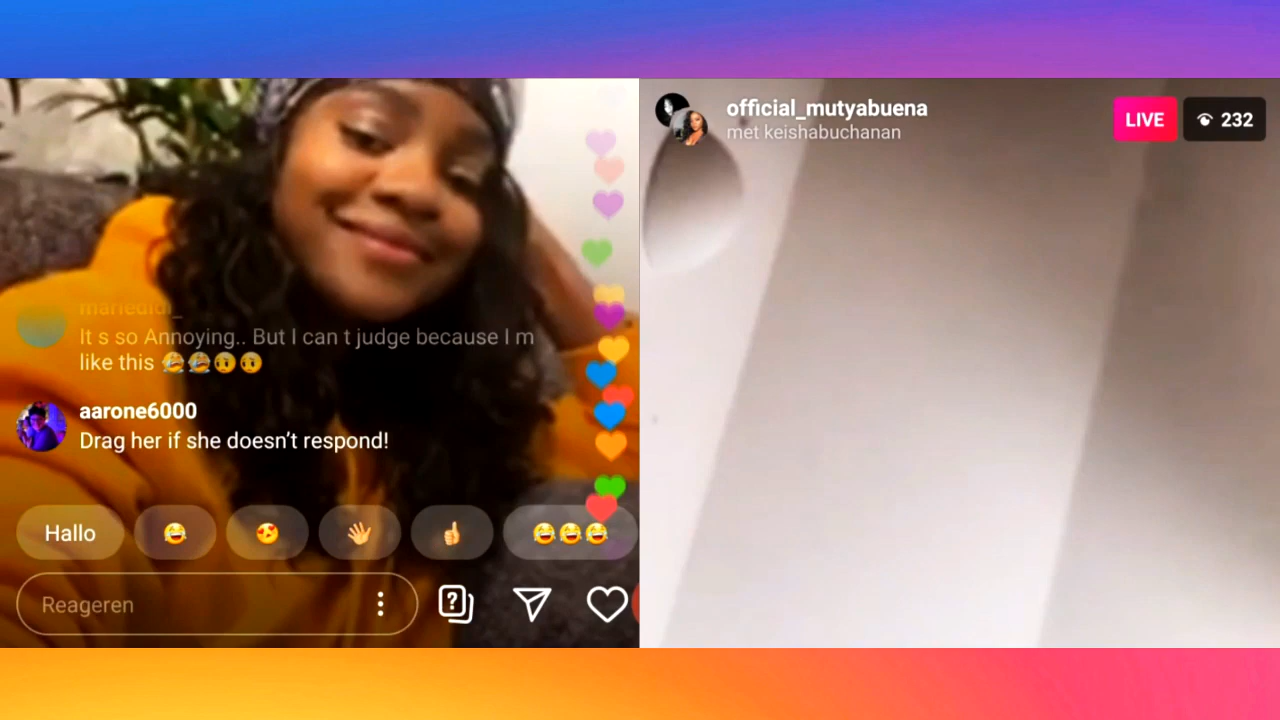 mariedidi_
It s so Annoying.. But I can t judge because I m
like this 😭😭🤕🤕
aarone6000
Drag her if she doesn’t respond!
Hallo
😂
😍
👋
👍
😂😂😂
Reageren
official_mutyabuena
met keishabuchanan
LIVE
232